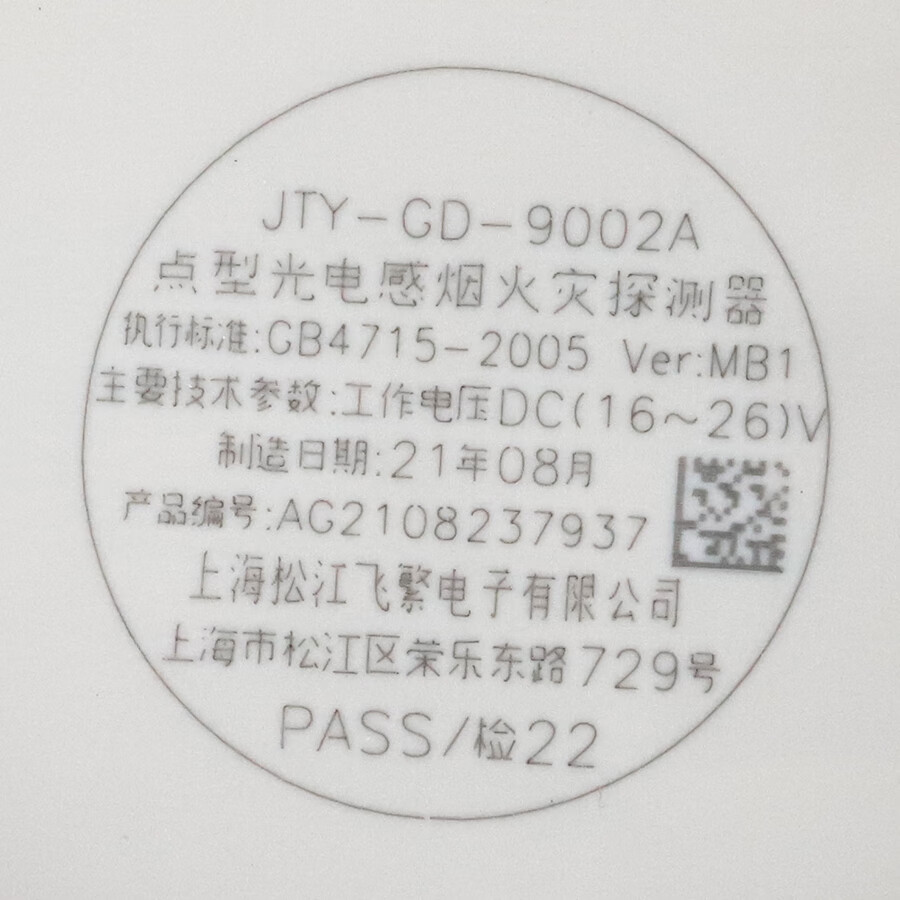 JTY-GD-9002A
点型光电感烟火灾探测器
执行标准:GB4715-2005 Ver:MB1
主要技术参数:工作电压DC(16~26)V
制造日期:21年08月
产品编号:AG2108237937
上海松江飞繁电子有限公司
上海市松江区荣乐东路729号
PASS/检22